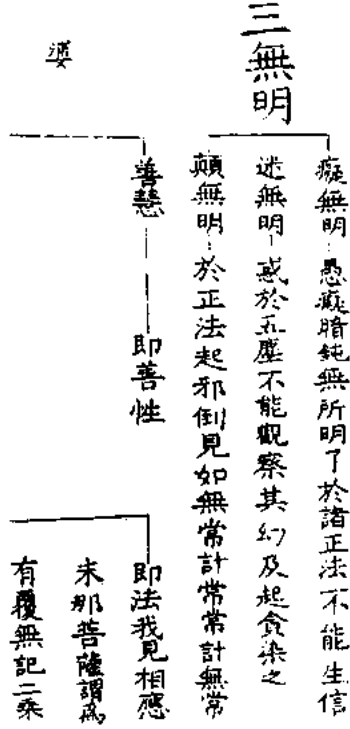 三無明
癡無明：愚癡暗鈍無所明了於諸正法不能生信
迷無明－惑於五塵不能觀察其幻及起貪染之
顛無明：於正法起邪倒見如無常計常常計無常
婆
善慧——即善性
即法我見相應
末那菩薩謂為
有覆無記二乘